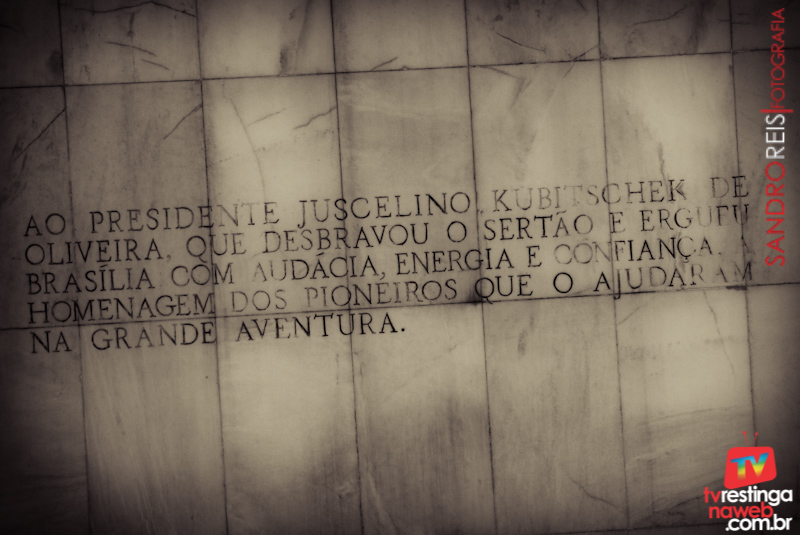 AO PRESIDENTE JUSCELINO KUBITSCHEK DE
OLIVEIRA, QUE DESBRAVOU O SERTÃO E ERGUEU
BRASÍLIA COM AUDÁCIA, ENERGIA E CONFIANÇA, A
HOMENAGEM DOS PIONEIROS QUE O AJUDARAM
NA GRANDE AVENTURA.
SANDRO REIS FOTOGRAFIA
TV
tvrestinga
naweb
.com.br